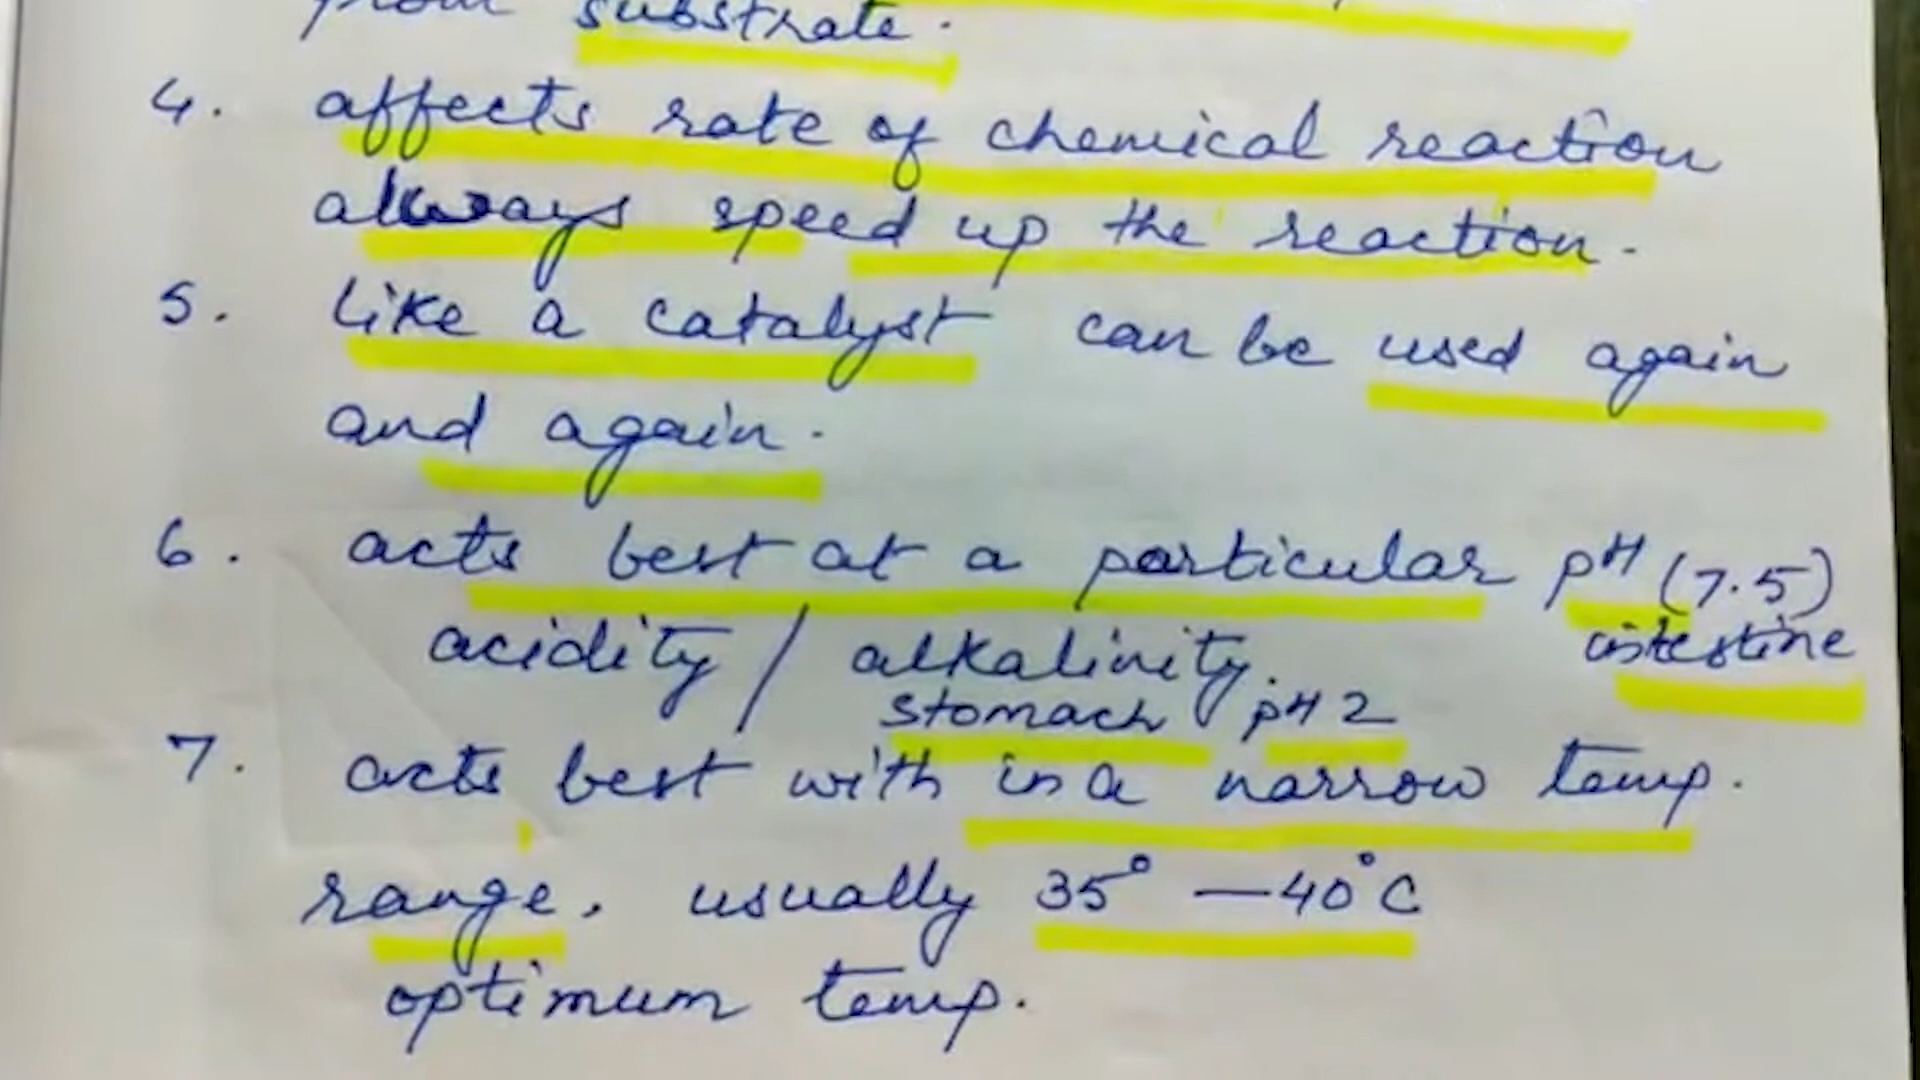 from substrate.
4. affects rate of chemical reaction
always speed up the reaction.
5. like a catalyst can be used again
and again.
6. acts best at a particular pH (7.5)
acidity / alkalinity. intestine
stomach pH 2
7. acts best with in a narrow temp.
range. usually 35° — 40°C
optimum temp.